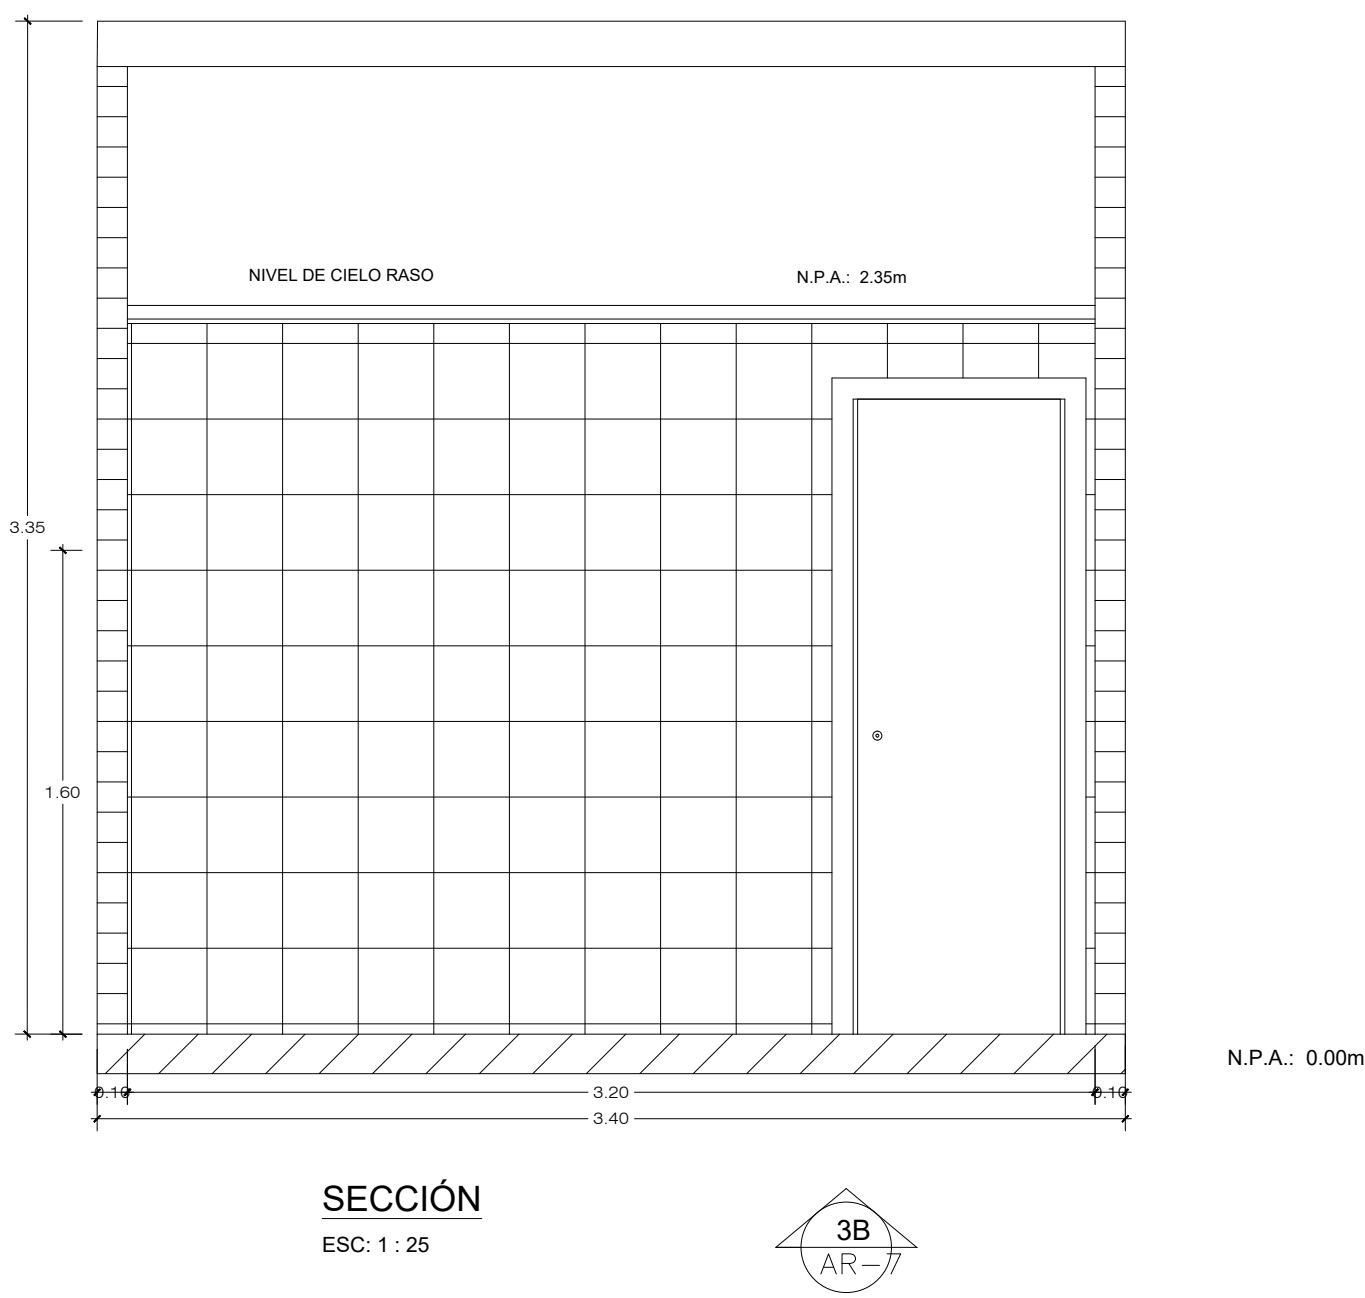 NIVEL DE CIELO RASO
N.P.A.: 2.35m
3.35
1.60
N.P.A.: 0.00m
0.10
3.20
0.10
3.40
SECCIÓN
ESC: 1 : 25
3B
AR-7